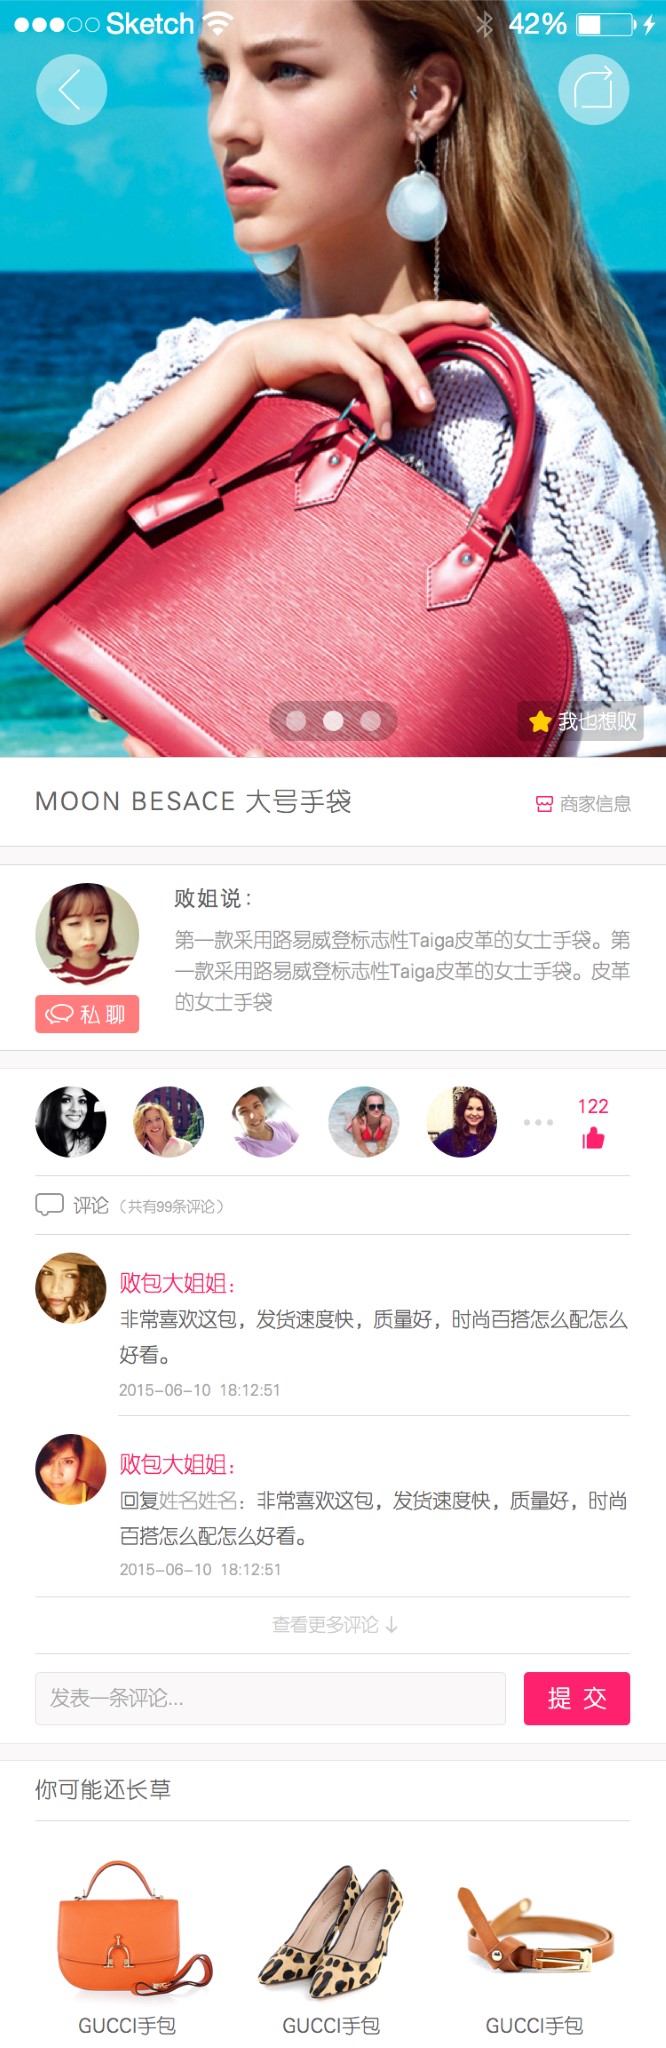 Sketch 42%
我也想败
MOON BESACE 大号手袋
商家信息
败姐说：
第一款采用路易威登标志性Taiga皮革的女士手袋。第
一款采用路易威登标志性Taiga皮革的女士手袋。皮革
的女士手袋
私聊
122
评论（共有99条评论）
败包大姐姐：
非常喜欢这包，发货速度快，质量好，时尚百搭怎么配怎么
好看。
2015-06-10 18:12:51
败包大姐姐：
回复姓名姓名：非常喜欢这包，发货速度快，质量好，时尚
百搭怎么配怎么好看。
2015-06-10 18:12:51
查看更多评论↓
发表一条评论...
提 交
你可能还长草
GUCCI手包
GUCCI手包
GUCCI手包